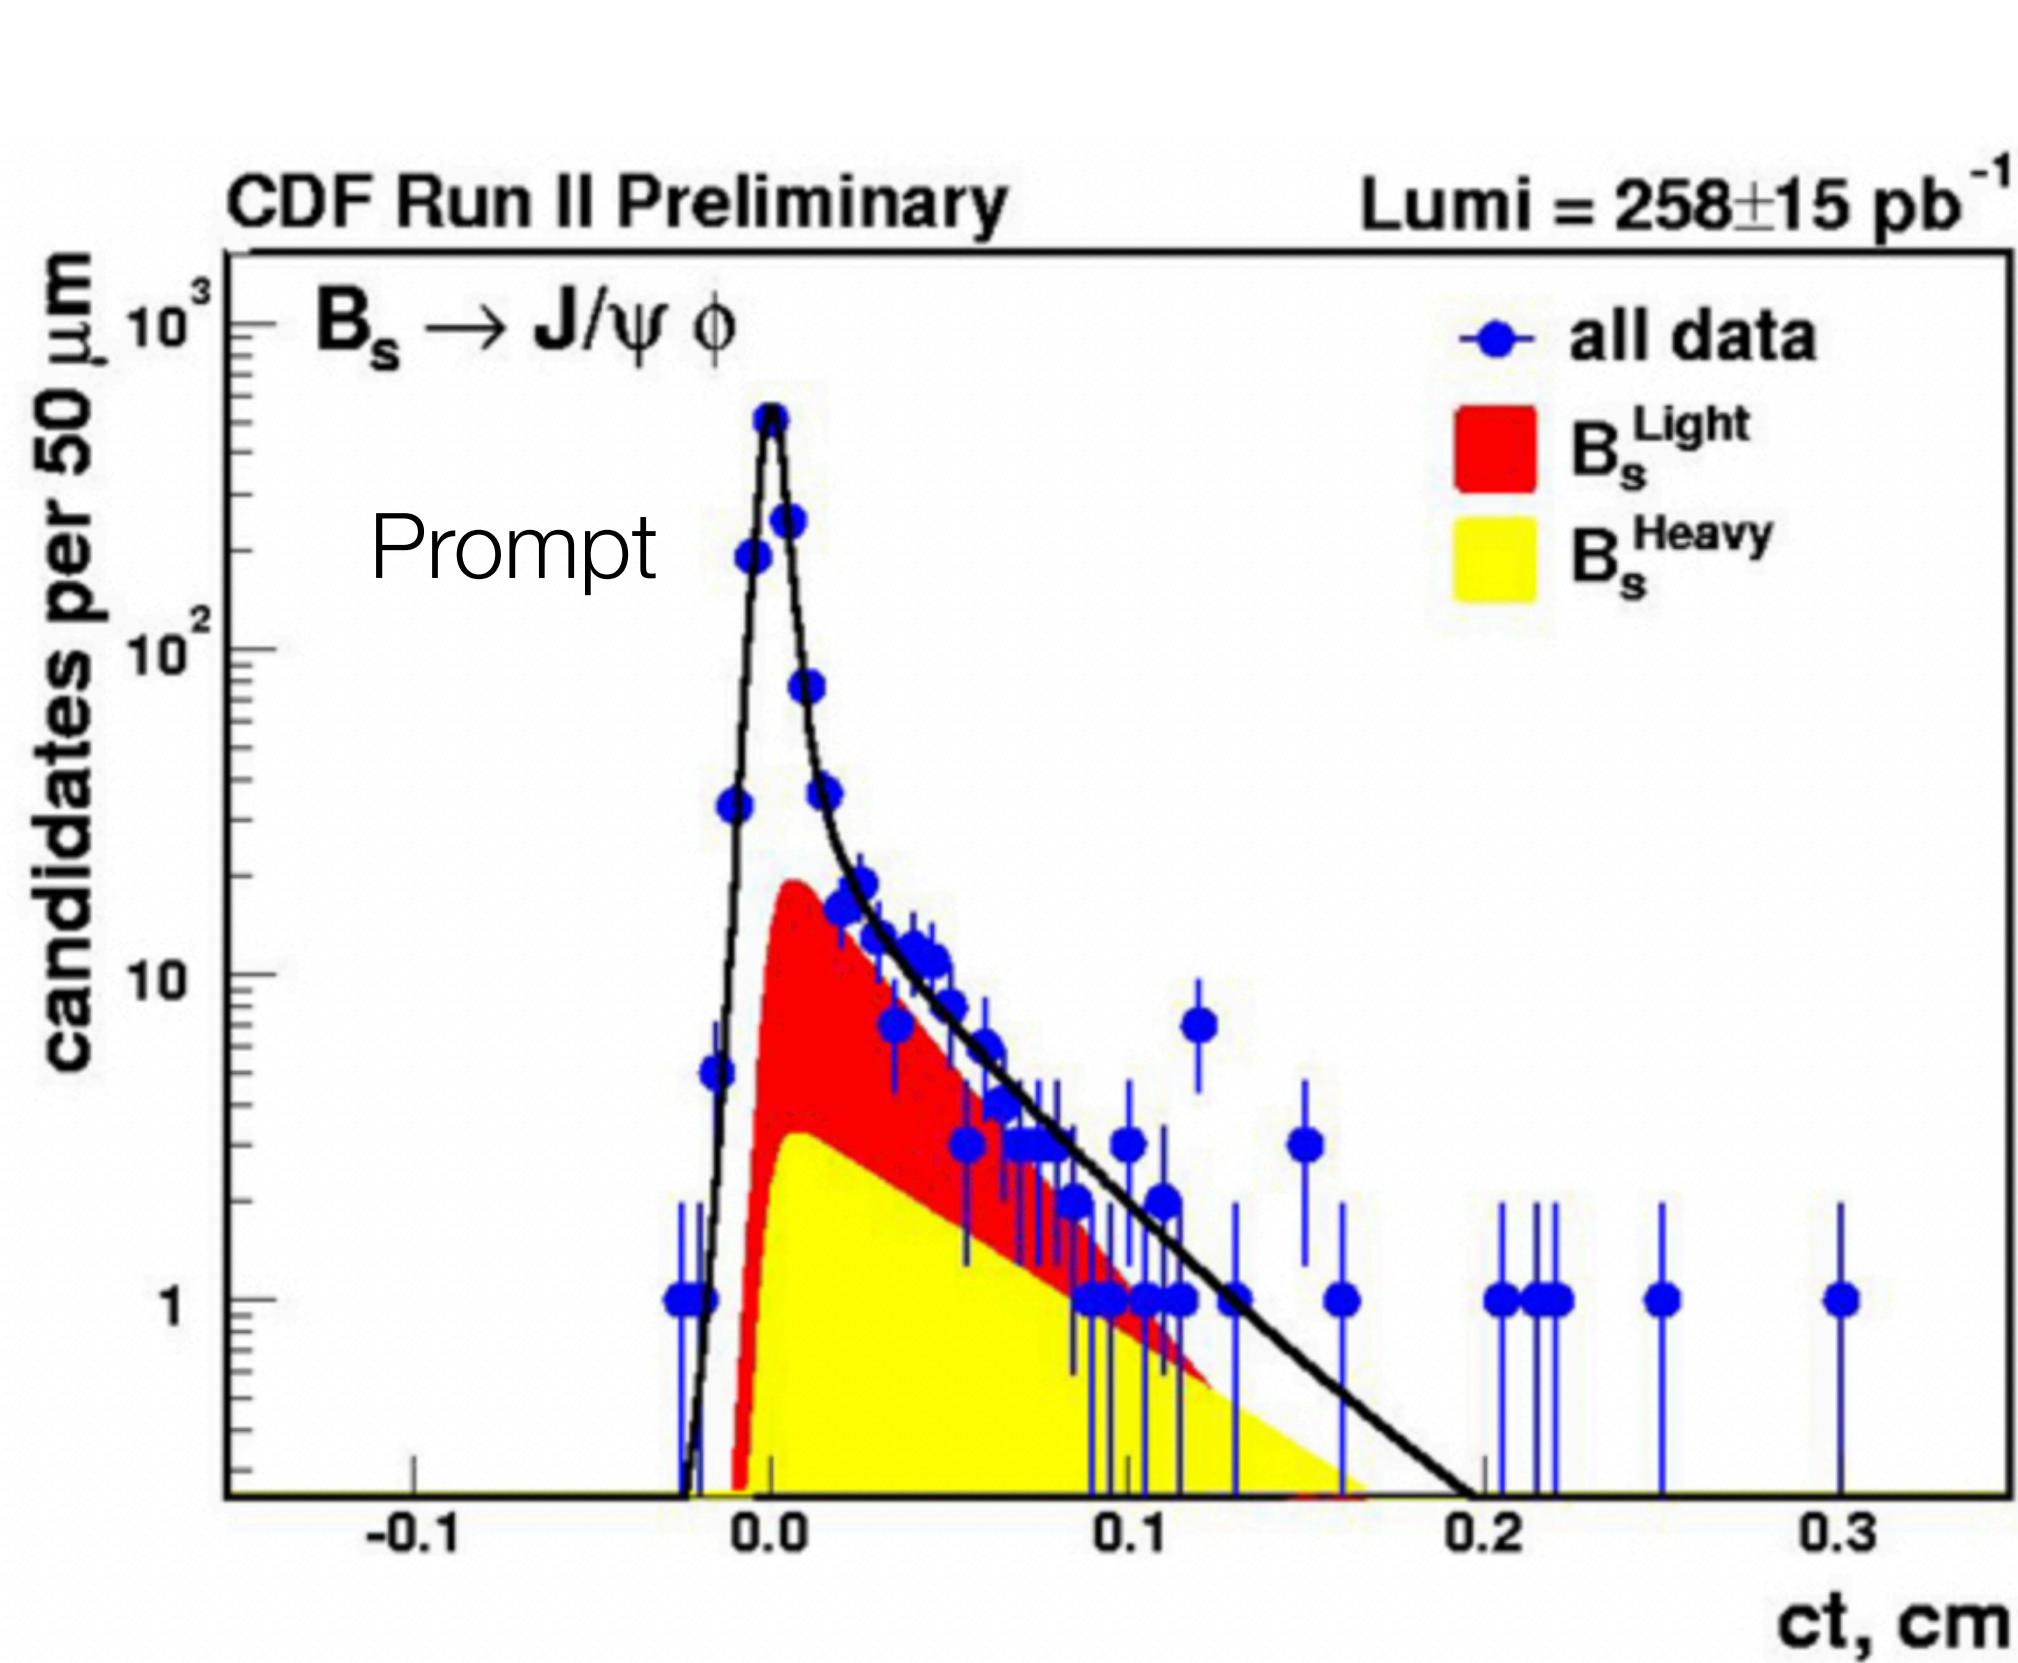 CDF Run II Preliminary Lumi = 258±15 pb⁻¹
candidates per 50 μm
Bₛ → J/ψ ϕ
all data
Bₛ Light
Bₛ Heavy
Prompt
10³
10²
10
1
-0.1 0.0 0.1 0.2 0.3
ct, cm